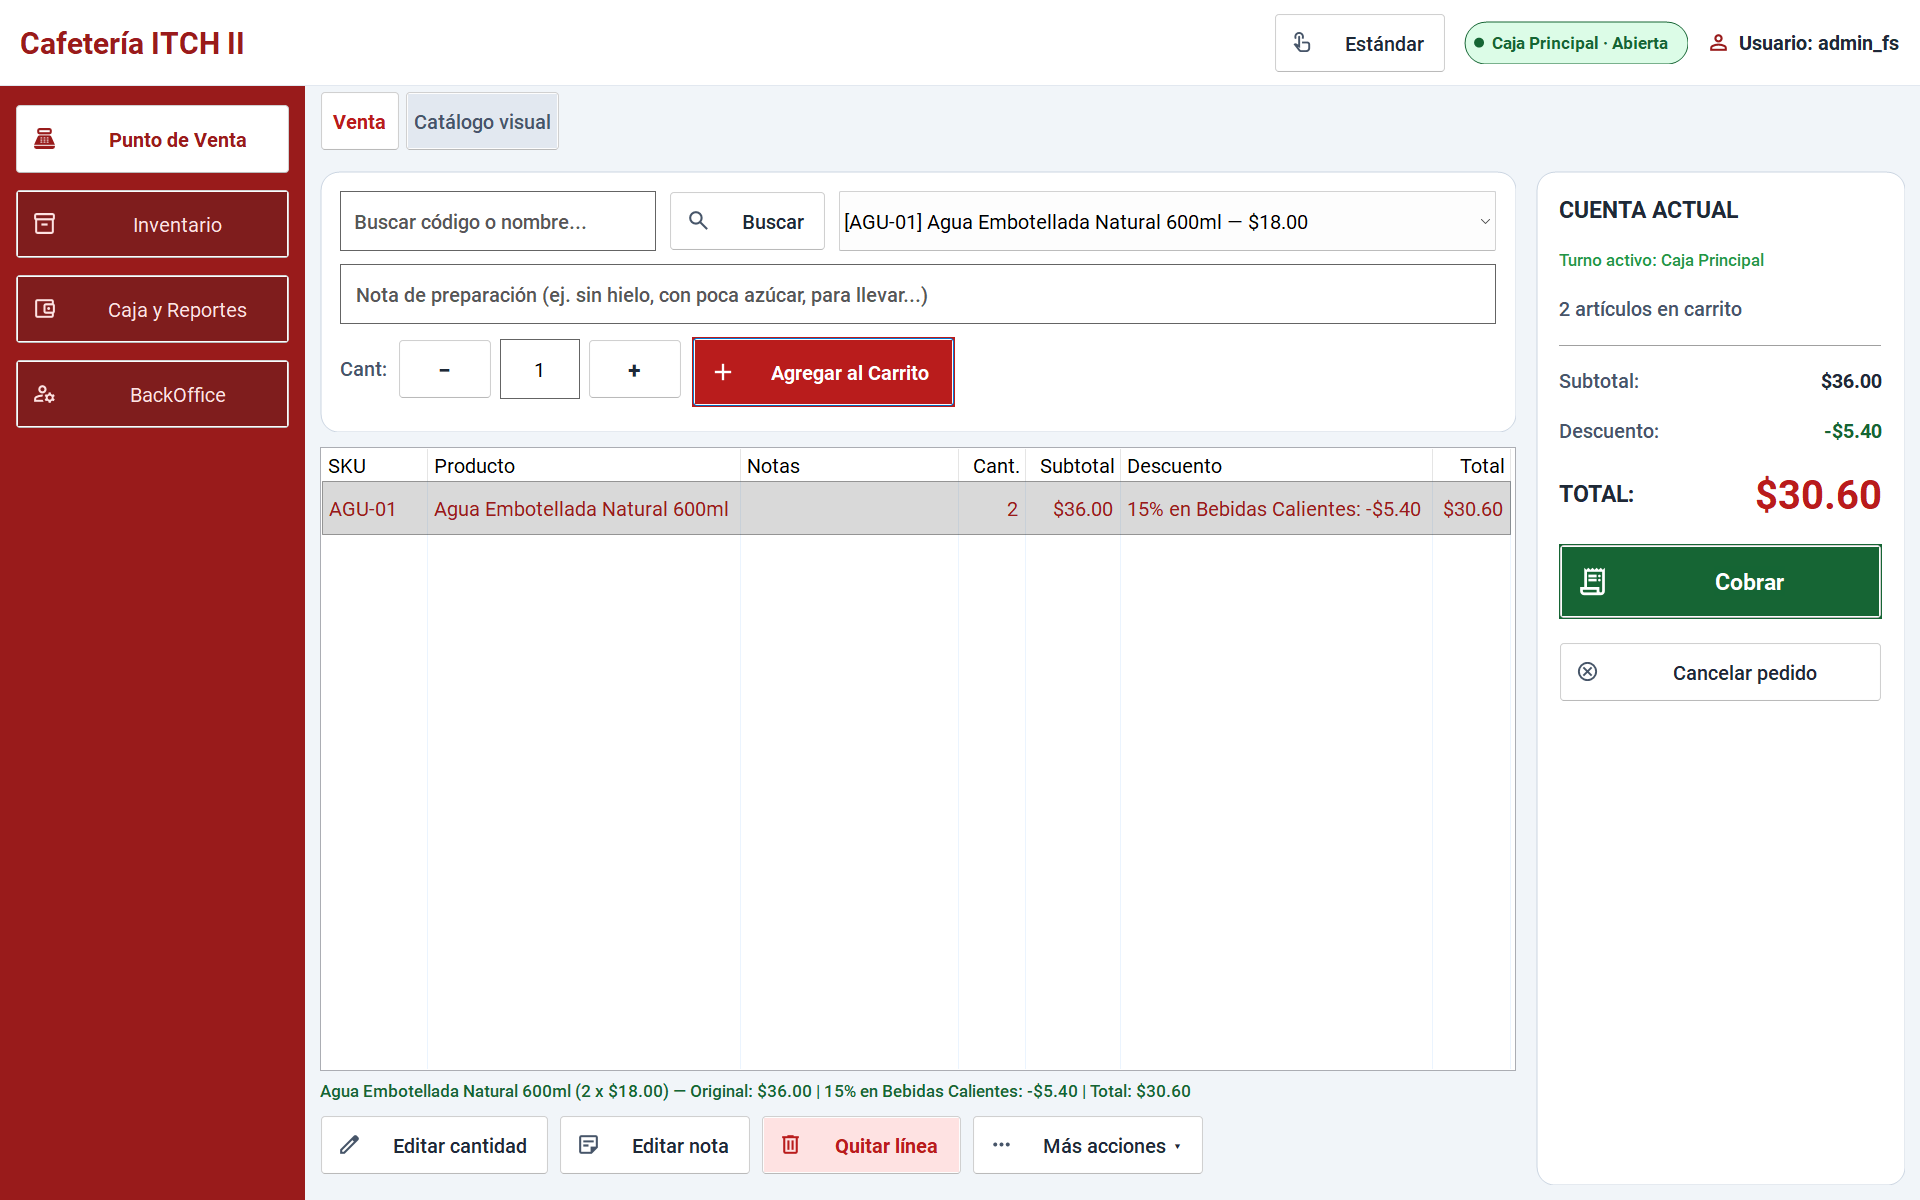 Cafetería ITCH II
Estándar
Caja Principal · Abierta
Usuario: admin_fs
Punto de Venta
Inventario
Caja y Reportes
BackOffice
Venta
Catálogo visual
Buscar código o nombre...
Buscar
[AGU-01] Agua Embotellada Natural 600ml — $18.00
Nota de preparación (ej. sin hielo, con poca azúcar, para llevar...)
Cant:
−
1
+
Agregar al Carrito
SKU Producto Notas Cant. Subtotal Descuento Total
AGU-01 Agua Embotellada Natural 600ml 2 $36.00 15% en Bebidas Calientes: -$5.40 $30.60
Agua Embotellada Natural 600ml (2 x $18.00) — Original: $36.00 | 15% en Bebidas Calientes: -$5.40 | Total: $30.60
Editar cantidad
Editar nota
Quitar línea
Más acciones
CUENTA ACTUAL
Turno activo: Caja Principal
2 artículos en carrito
Subtotal: $36.00
Descuento: -$5.40
TOTAL: $30.60
Cobrar
Cancelar pedido